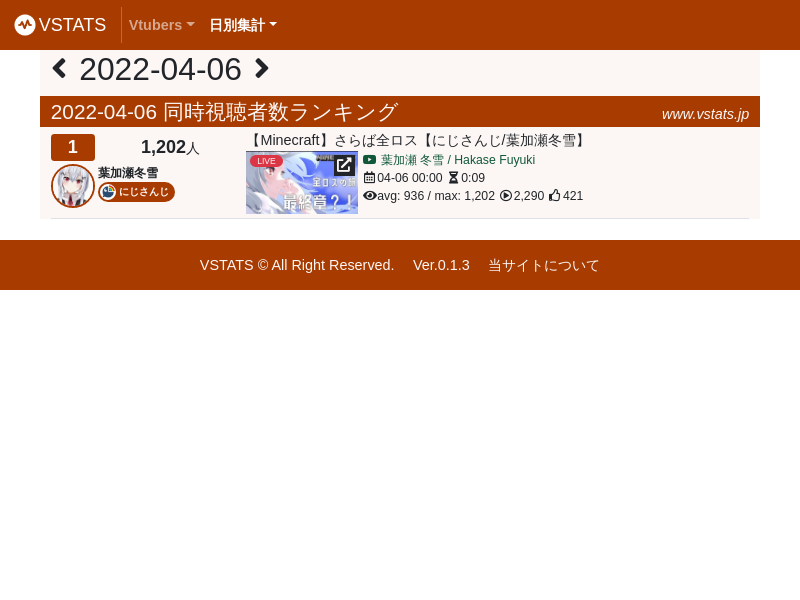 VSTATS Vtubers 日別集計
2022-04-06
2022-04-06 同時視聴者数ランキング www.vstats.jp
1 1,202人
葉加瀬冬雪
にじさんじ
【Minecraft】さらば全ロス【にじさんじ/葉加瀬冬雪】
LIVE
全ロスの旅
最終章？！
葉加瀬 冬雪 / Hakase Fuyuki
04-06 00:00 0:09
avg: 936 / max: 1,202 2,290 421
VSTATS © All Right Reserved. Ver.0.1.3 当サイトについて